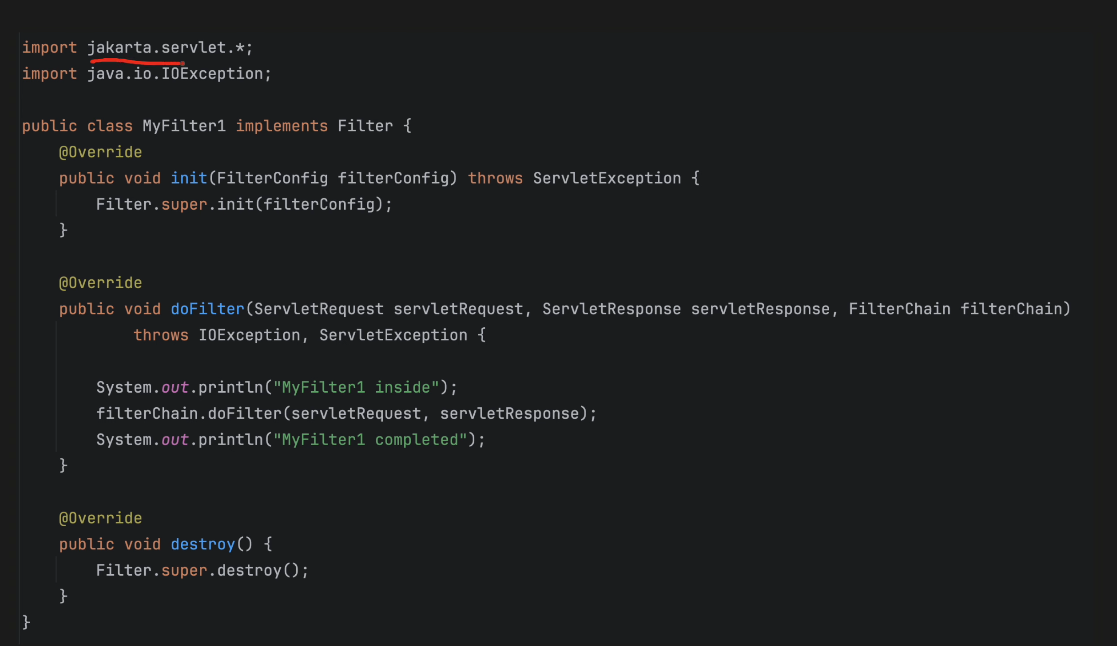 import jakarta.servlet.*;
import java.io.IOException;
public class MyFilter1 implements Filter {
@Override
public void init(FilterConfig filterConfig) throws ServletException {
Filter.super.init(filterConfig);
}
@Override
public void doFilter(ServletRequest servletRequest, ServletResponse servletResponse, FilterChain filterChain)
throws IOException, ServletException {
System.out.println("MyFilter1 inside");
filterChain.doFilter(servletRequest, servletResponse);
System.out.println("MyFilter1 completed");
}
@Override
public void destroy() {
Filter.super.destroy();
}
}